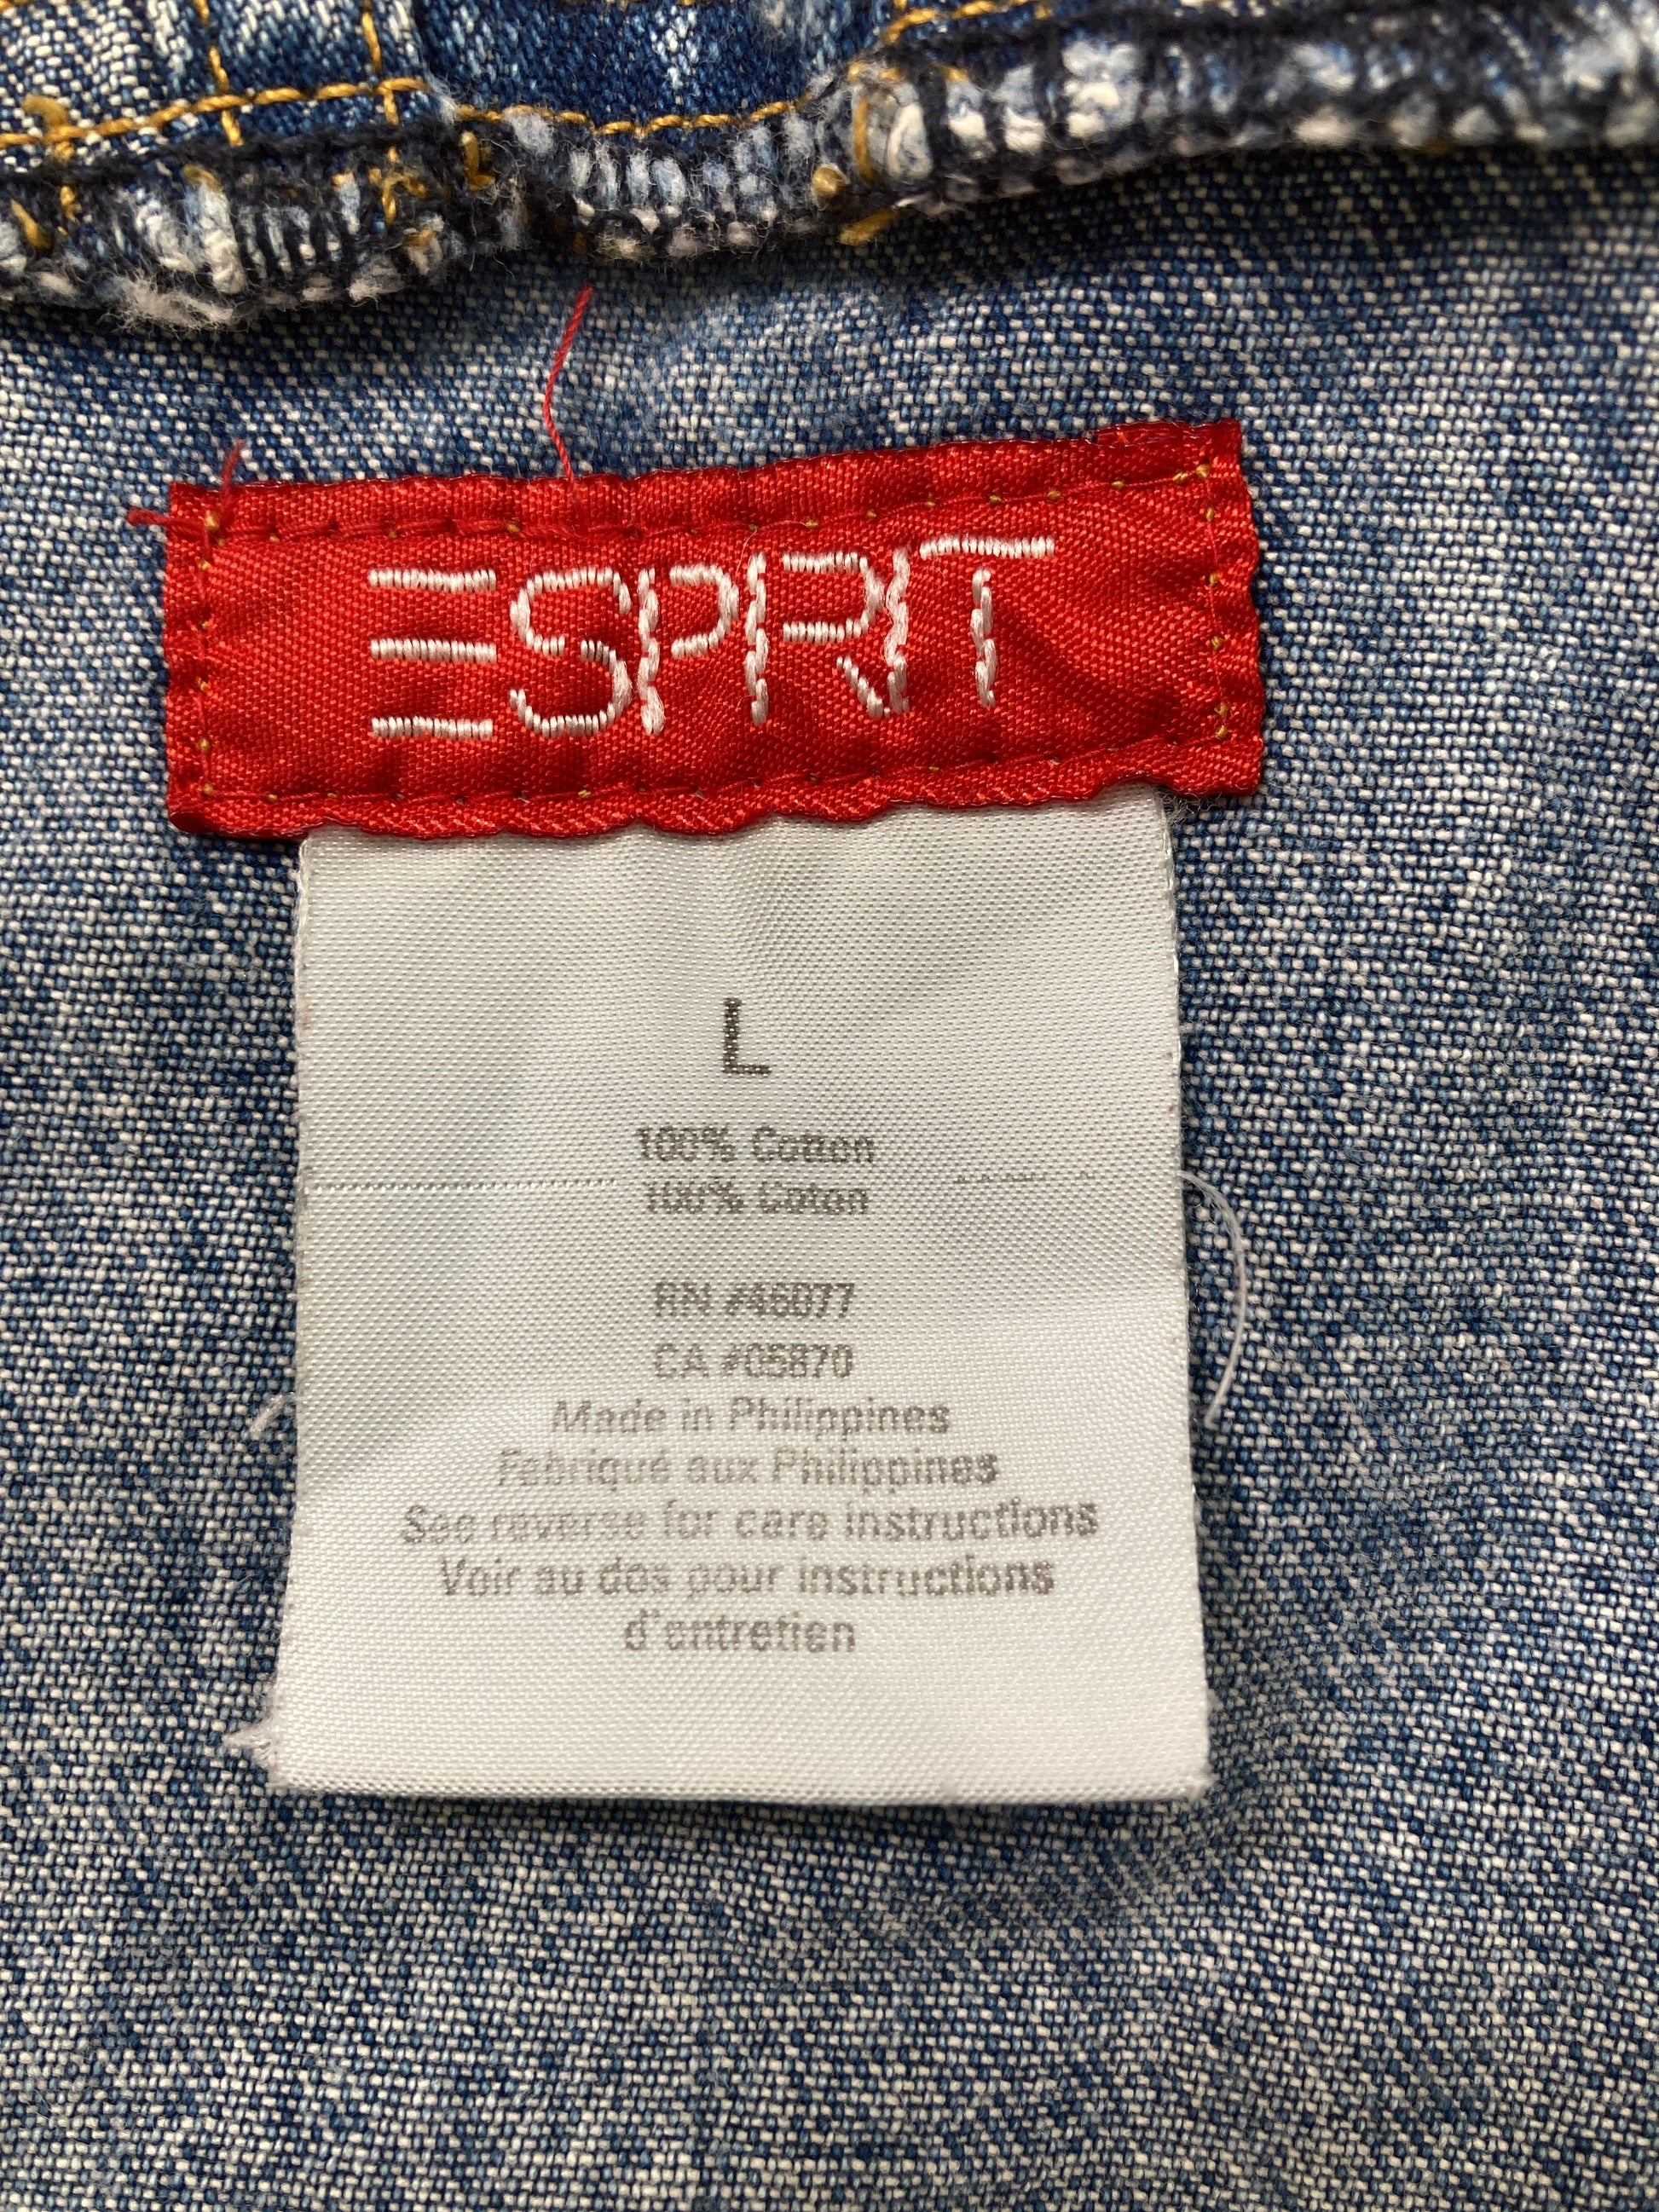 ESPRIT
L
100% Cotton
100% Coton
RN #46077
CA #05870
Made in Philippines
Fabriqué aux Philippines
See reverse for care instructions
Voir au dos pour instructions
d'entretien